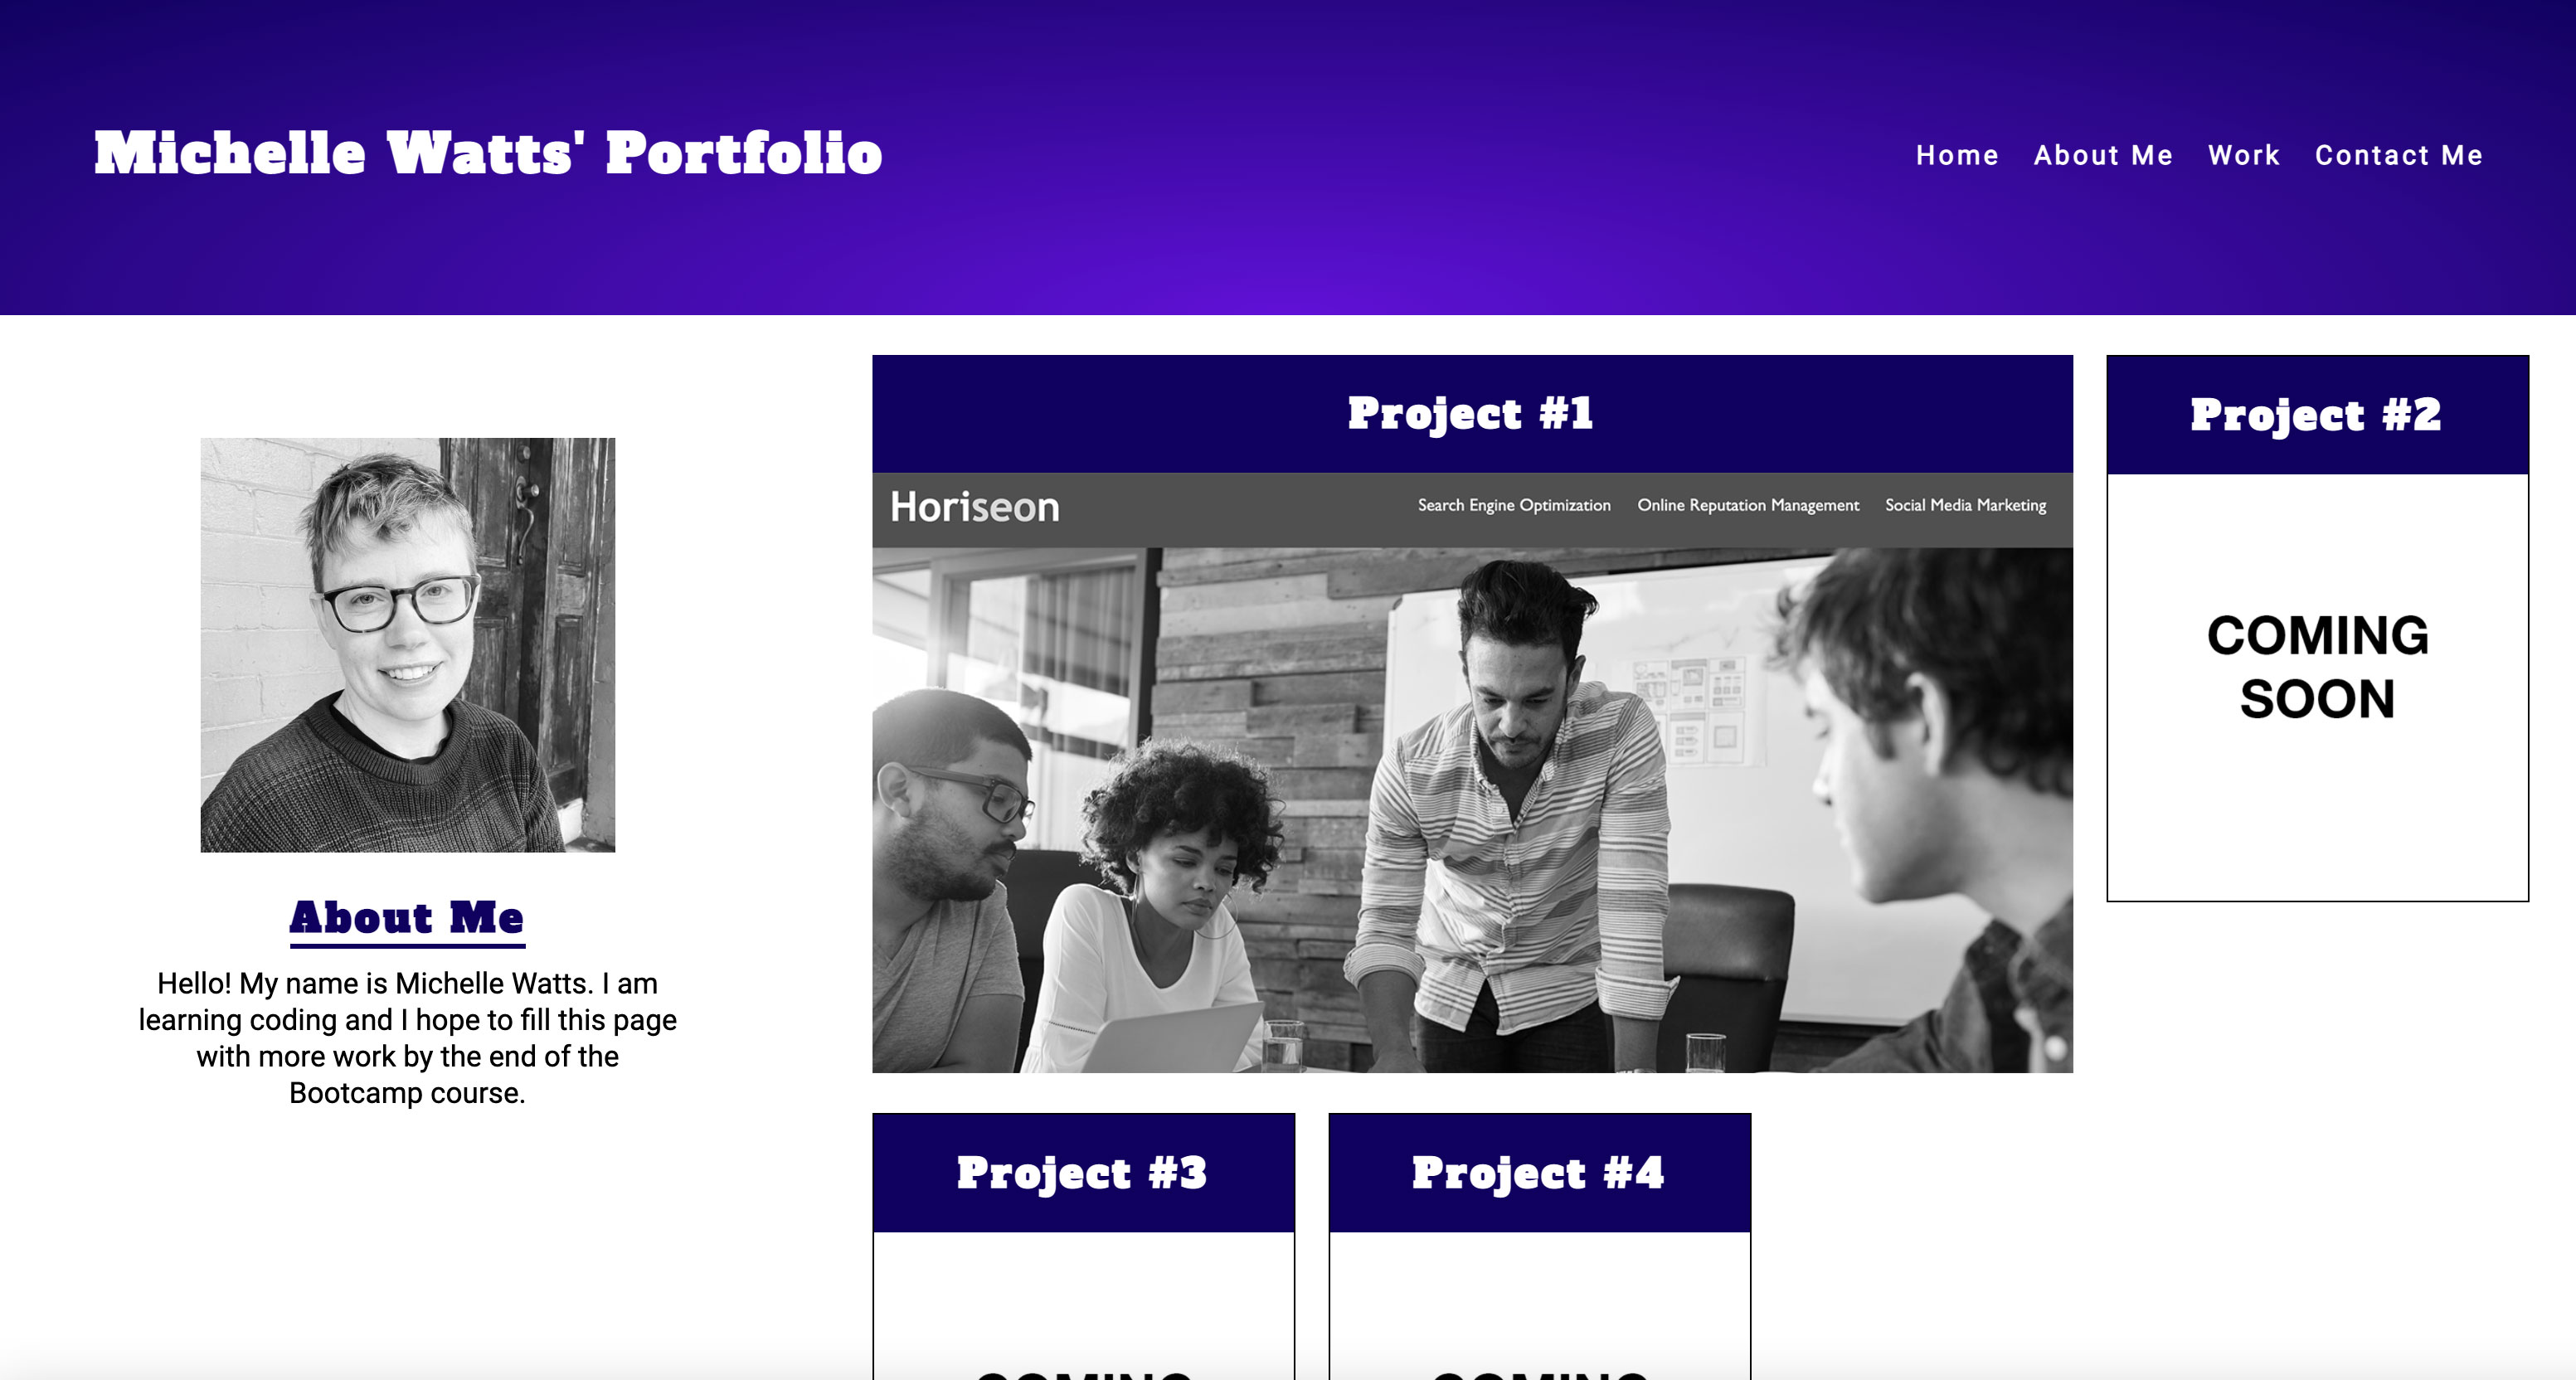 Michelle Watts' Portfolio
Home About Me Work Contact Me
Project #1
Horiseon
Search Engine Optimization Online Reputation Management Social Media Marketing
Project #2
COMING
SOON
About Me
Hello! My name is Michelle Watts. I am
learning coding and I hope to fill this page
with more work by the end of the
Bootcamp course.
Project #3
COMING
Project #4
COMING